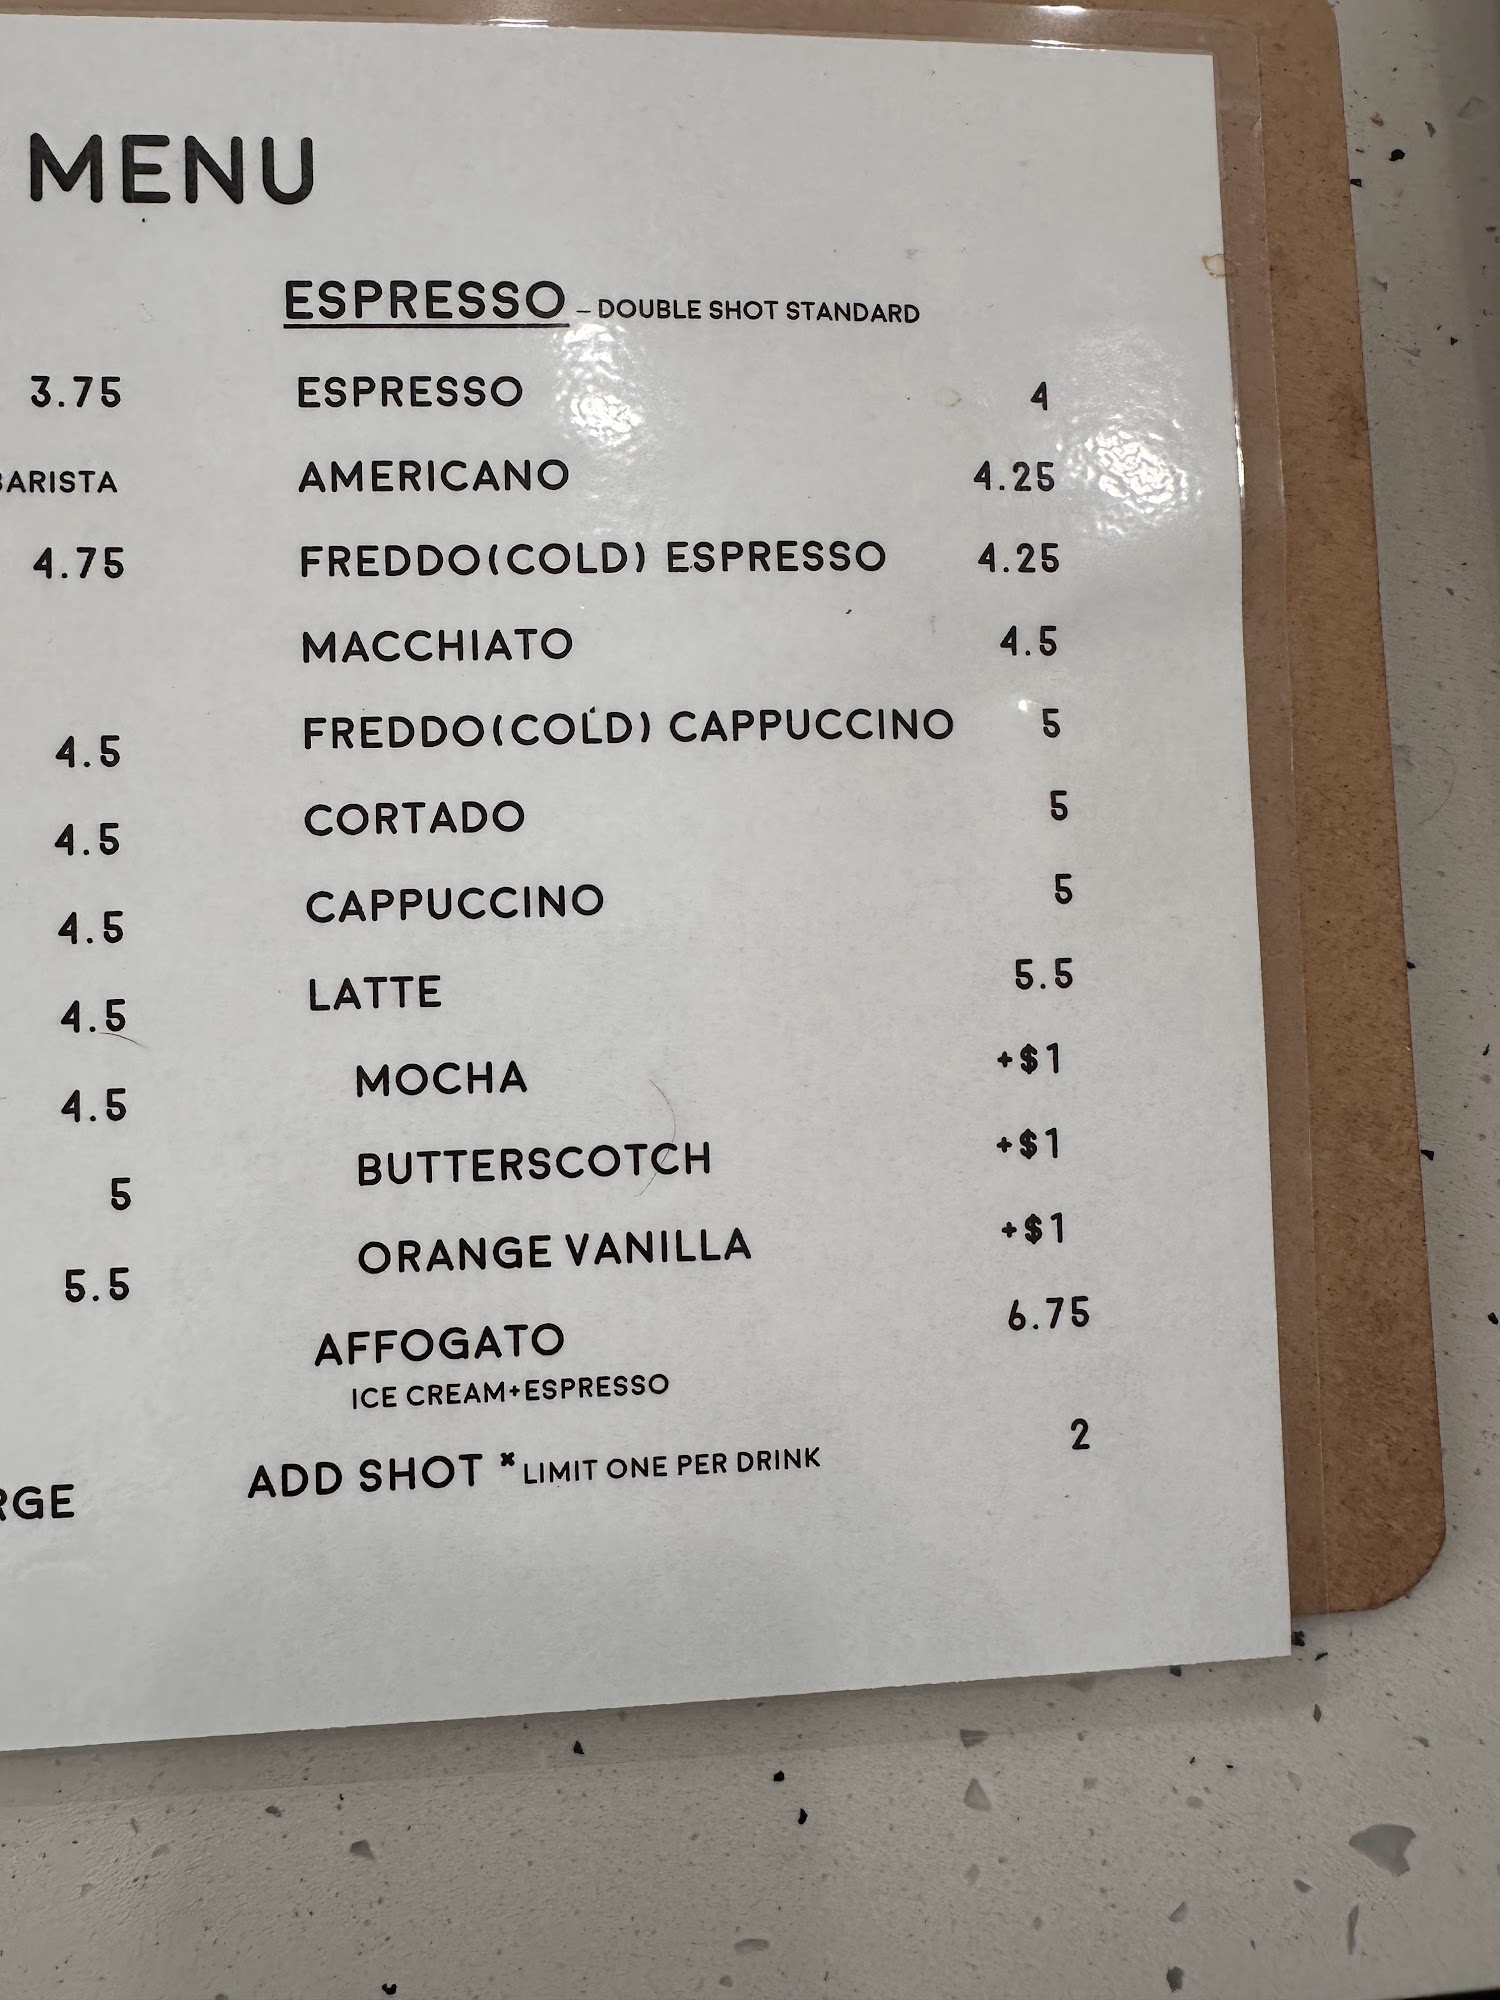 MENU
3.75
BARISTA
4.75
4.5
4.5
4.5
4.5
4.5
5
5.5
RGE
ESPRESSO – DOUBLE SHOT STANDARD
ESPRESSO 4
AMERICANO 4.25
FREDDO(COLD) ESPRESSO 4.25
MACCHIATO 4.5
FREDDO(COLD) CAPPUCCINO 5
CORTADO 5
CAPPUCCINO 5
LATTE 5.5
MOCHA +$1
BUTTERSCOTCH +$1
ORANGE VANILLA +$1
AFFOGATO 6.75
ICE CREAM+ESPRESSO
ADD SHOT *LIMIT ONE PER DRINK 2